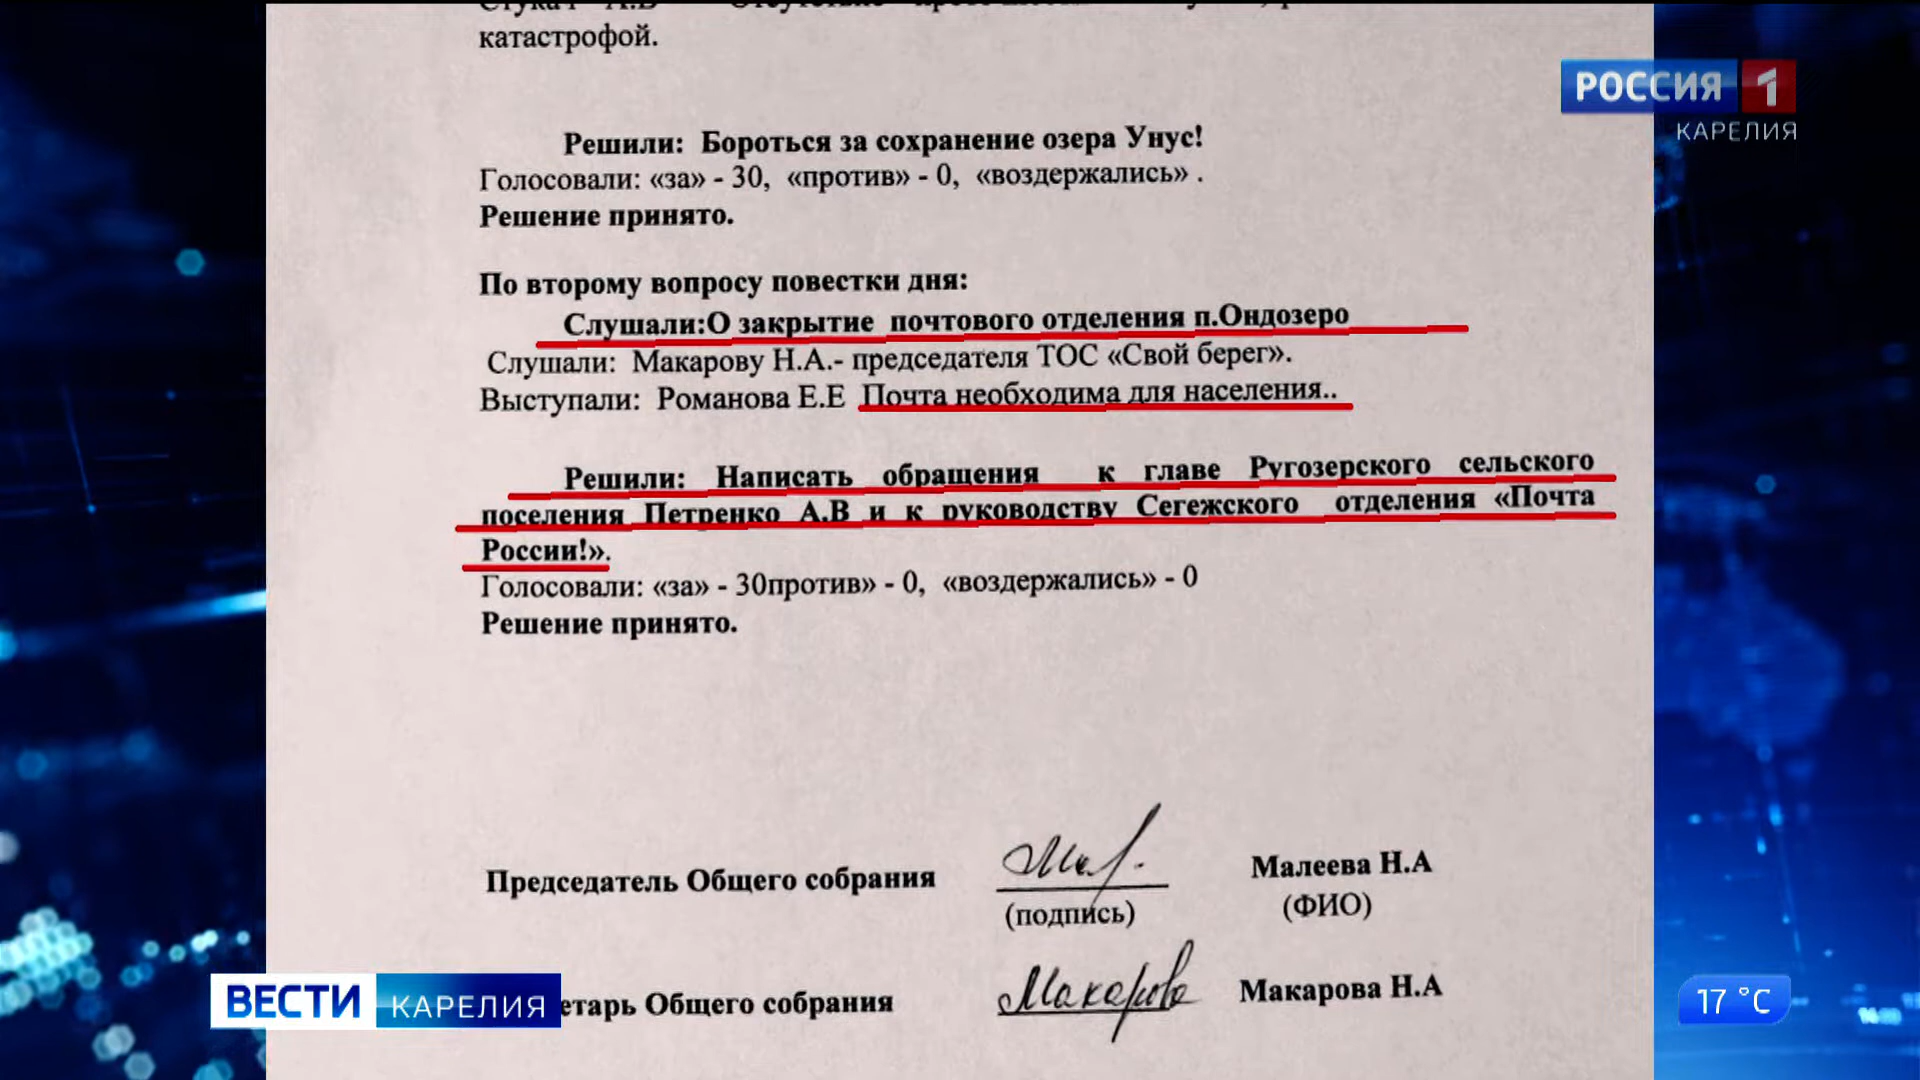 катастрофой.
РОССИЯ 1
КАРЕЛИЯ
Решили: Бороться за сохранение озера Унус!
Голосовали: «за» - 30, «против» - 0, «воздержались» .
Решение принято.
По второму вопросу повестки дня:
Слушали:О закрытие почтового отделения п.Ондозеро
Слушали: Макарову Н.А.- председателя ТОС «Свой берег».
Выступали: Романова Е.Е Почта необходима для населения..
Решили: Написать обращения к главе Ругозерского сельского
поселения Петренко А.В и к руководству Сегежского отделения «Почта
России!».
Голосовали: «за» - 30против» - 0, «воздержались» - 0
Решение принято.
Председатель Общего собрания Малеева Н.А
(подпись) (ФИО)
етарь Общего собрания Макарова Макарова Н.А
ВЕСТИ КАРЕЛИЯ
17 °C